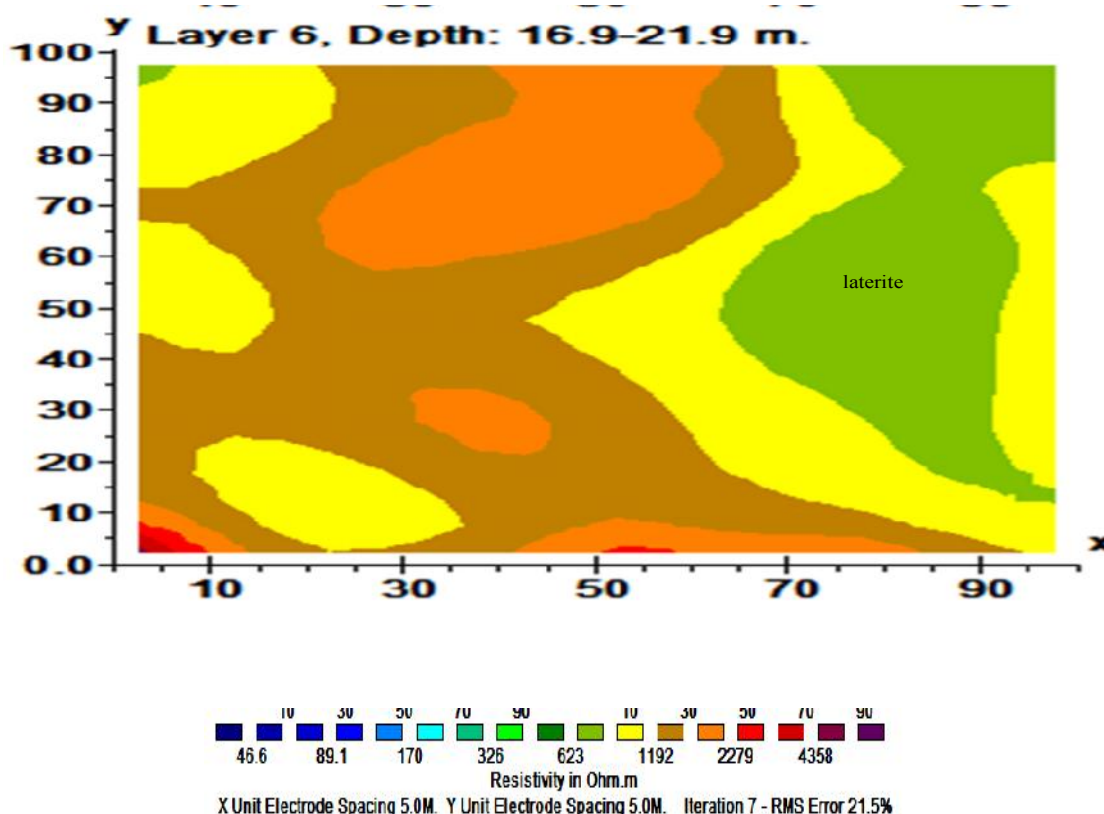 y Layer 6, Depth: 16.9-21.9 m.
100
90
80
70
60
laterite
50
40
30
20
10
x
0.0
10 30 50 70 90
10 30 50 70 90 10 30 50 70 90
46.6 89.1 170 326 623 1192 2279 4358
Resistivity in Ohm.m
X Unit Electrode Spacing 5.0M. Y Unit Electrode Spacing 5.0M. Iteration 7 - RMS Error 21.5%